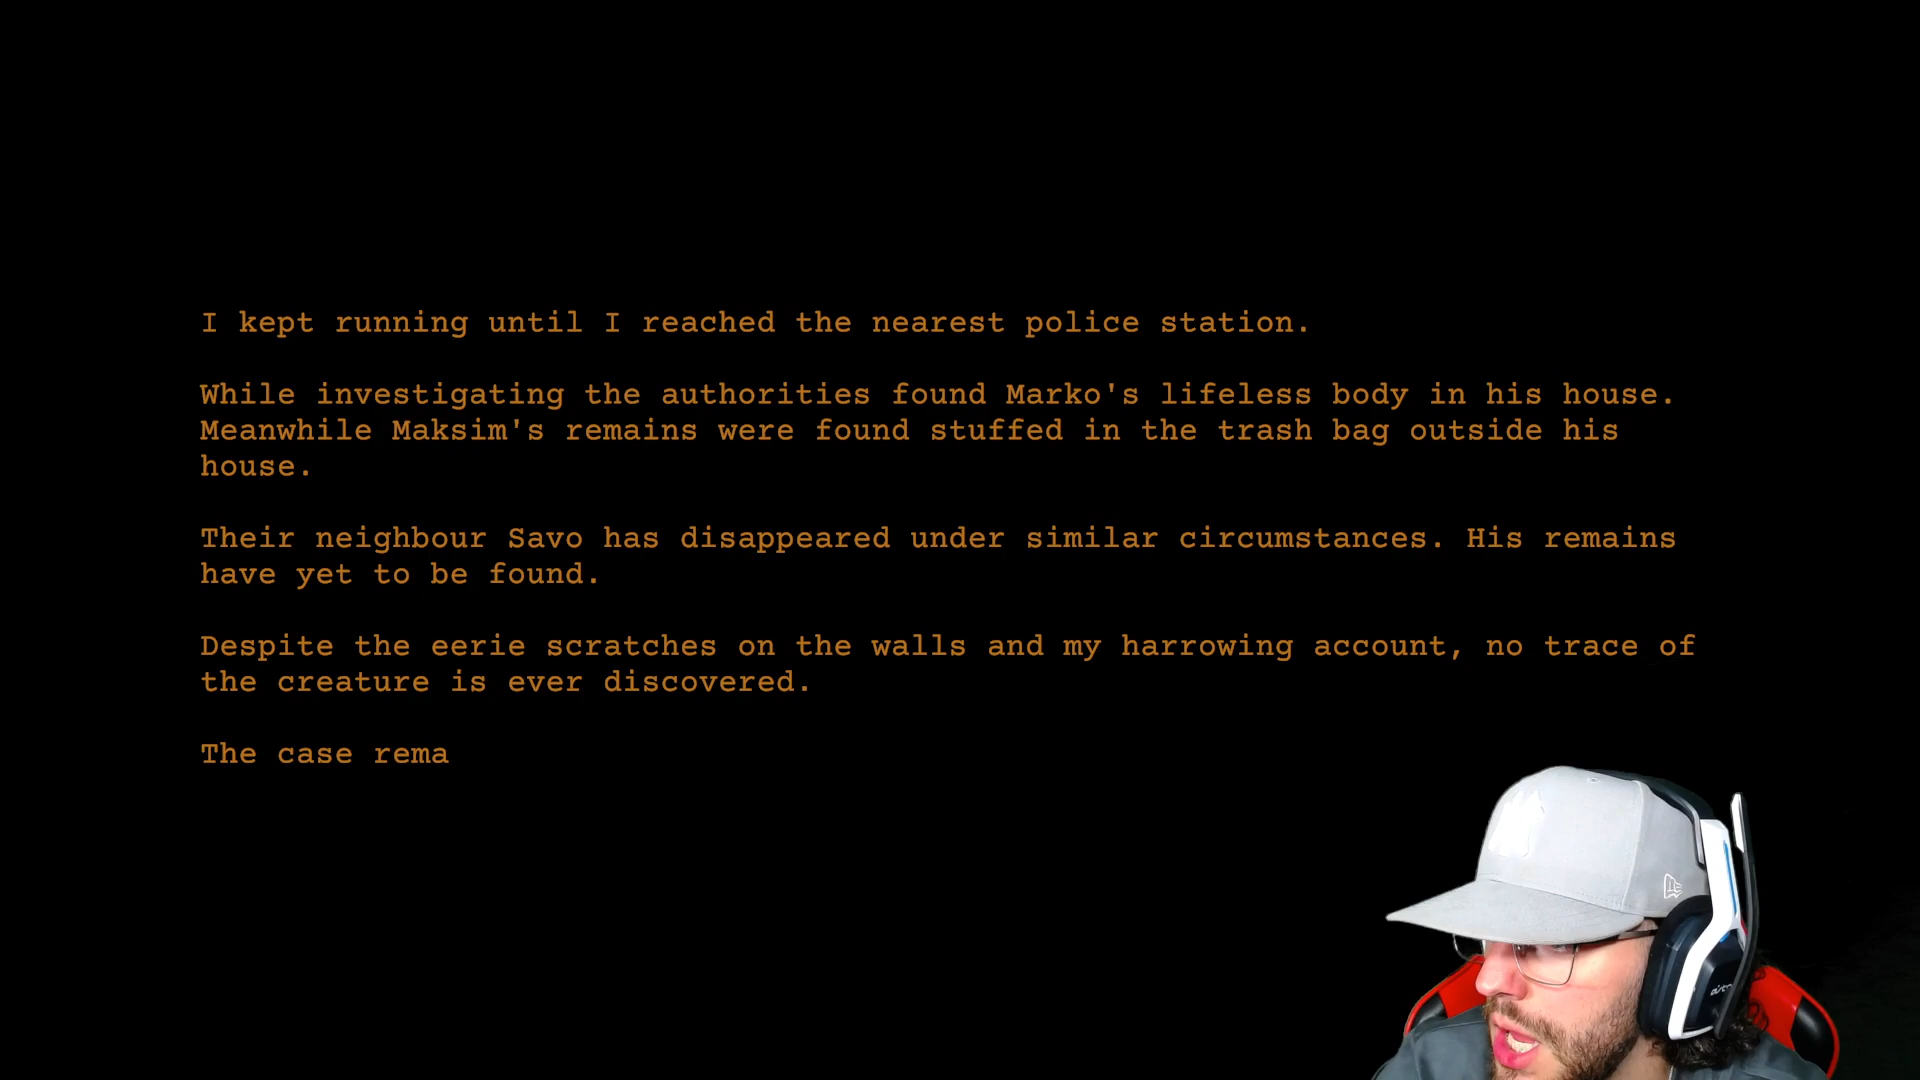 I kept running until I reached the nearest police station.
While investigating the authorities found Marko's lifeless body in his house.
Meanwhile Maksim's remains were found stuffed in the trash bag outside his
house.
Their neighbour Savo has disappeared under similar circumstances. His remains
have yet to be found.
Despite the eerie scratches on the walls and my harrowing account, no trace of
the creature is ever discovered.
The case rema